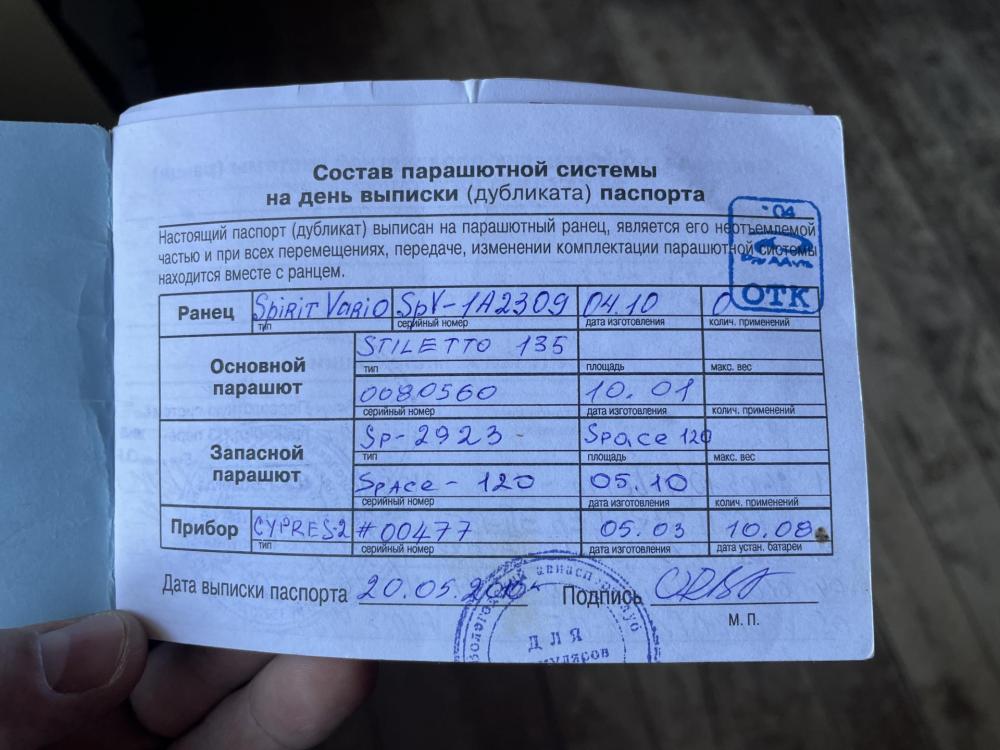 Состав парашютной системы
на день выписки (дубликата) паспорта
Настоящий паспорт (дубликат) выписан на парашютный ранец, является его неотъемлемой
частью и при всех перемещениях, передаче, изменении комплектации парашютной системы
находится вместе с ранцем.
04
ОТК
Ранец Spirit Vario SpV-1A2309 04.10 0
тип серийный номер дата изготовления колич. применений
Основной парашют
STILETTO 135
тип площадь макс. вес
0080560 10.01
серийный номер дата изготовления колич. применений
Запасной парашют
Sp-2923 Space 120
тип площадь макс. вес
Space - 120 05.10
серийный номер дата изготовления колич. применений
Прибор CYPRES-2 #00477 05.03 10.08
тип серийный номер дата изготовления дата устан. батареи
Дата выписки паспорта 20.05. Подпись
М. П.
ДЛЯ